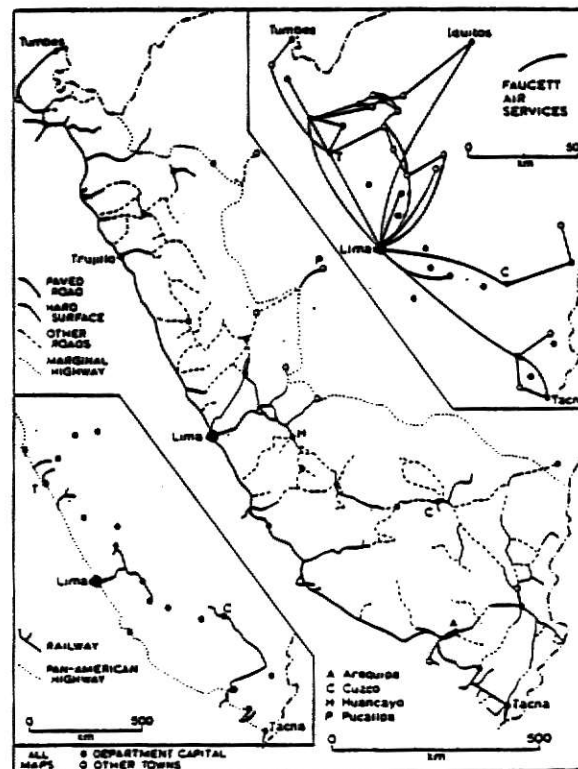 Tumbes
Trujillo
PAVED
ROAD
HARD
SURFACE
OTHER
ROADS
MARGINAL
HIGHWAY
P
Lima
H
C
A
Tacna
A Arequipa
C Cuzco
H Huancayo
P Pucallpa
0 500
km
Tumbes
Iquitos
FAUCETT
AIR
SERVICES
0 500
km
T
Lima
C
Tacna
T
Lima
C
RAILWAY
PAN-AMERICAN
HIGHWAY
Tacna
0 500
km
ALL
MAPS
DEPARTMENT CAPITAL
OTHER TOWNS